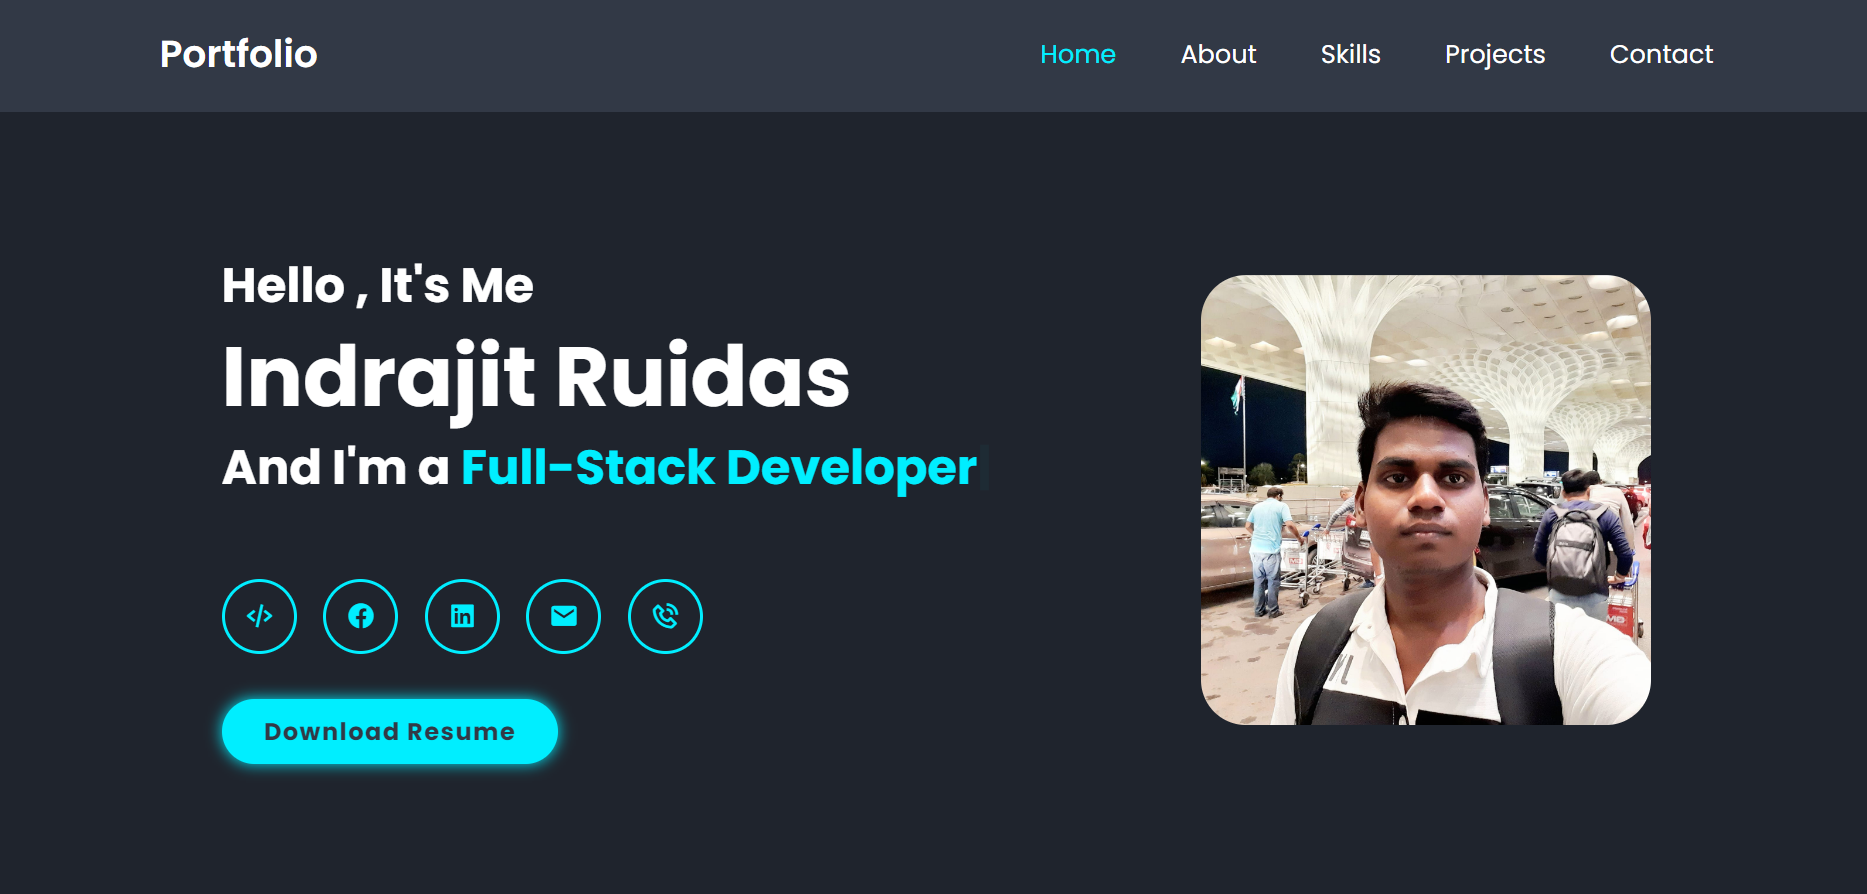 Portfolio
Home About Skills Projects Contact
Hello , It's Me
Indrajit Ruidas
And I'm a Full-Stack Developer
Download Resume